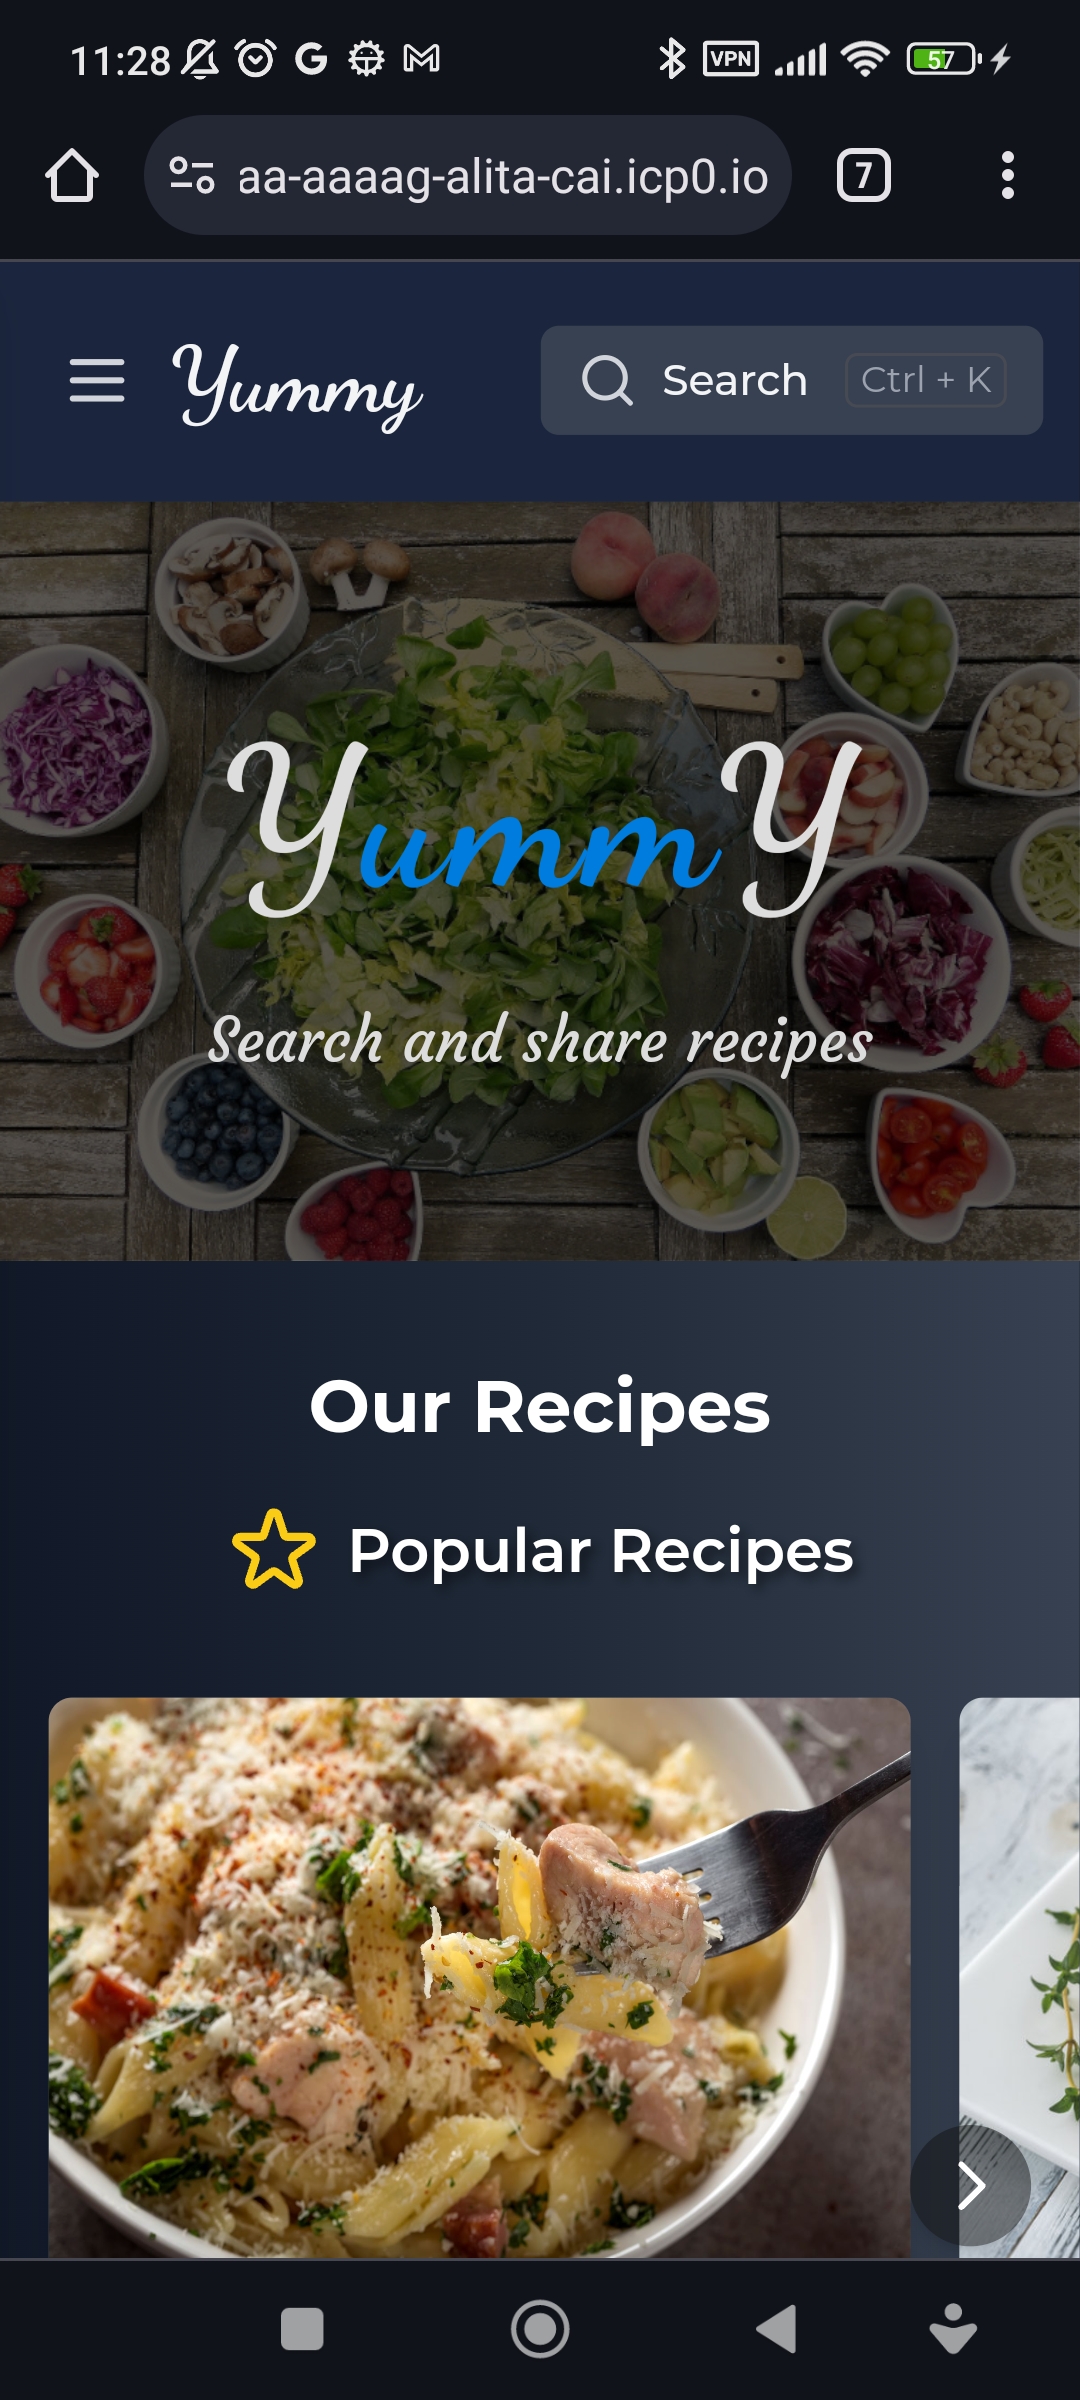 11:28
VPN
57
aa-aaaag-alita-cai.icp0.io
7
Yummy
Search Ctrl + K
YummY
Search and share recipes
Our Recipes
Popular Recipes